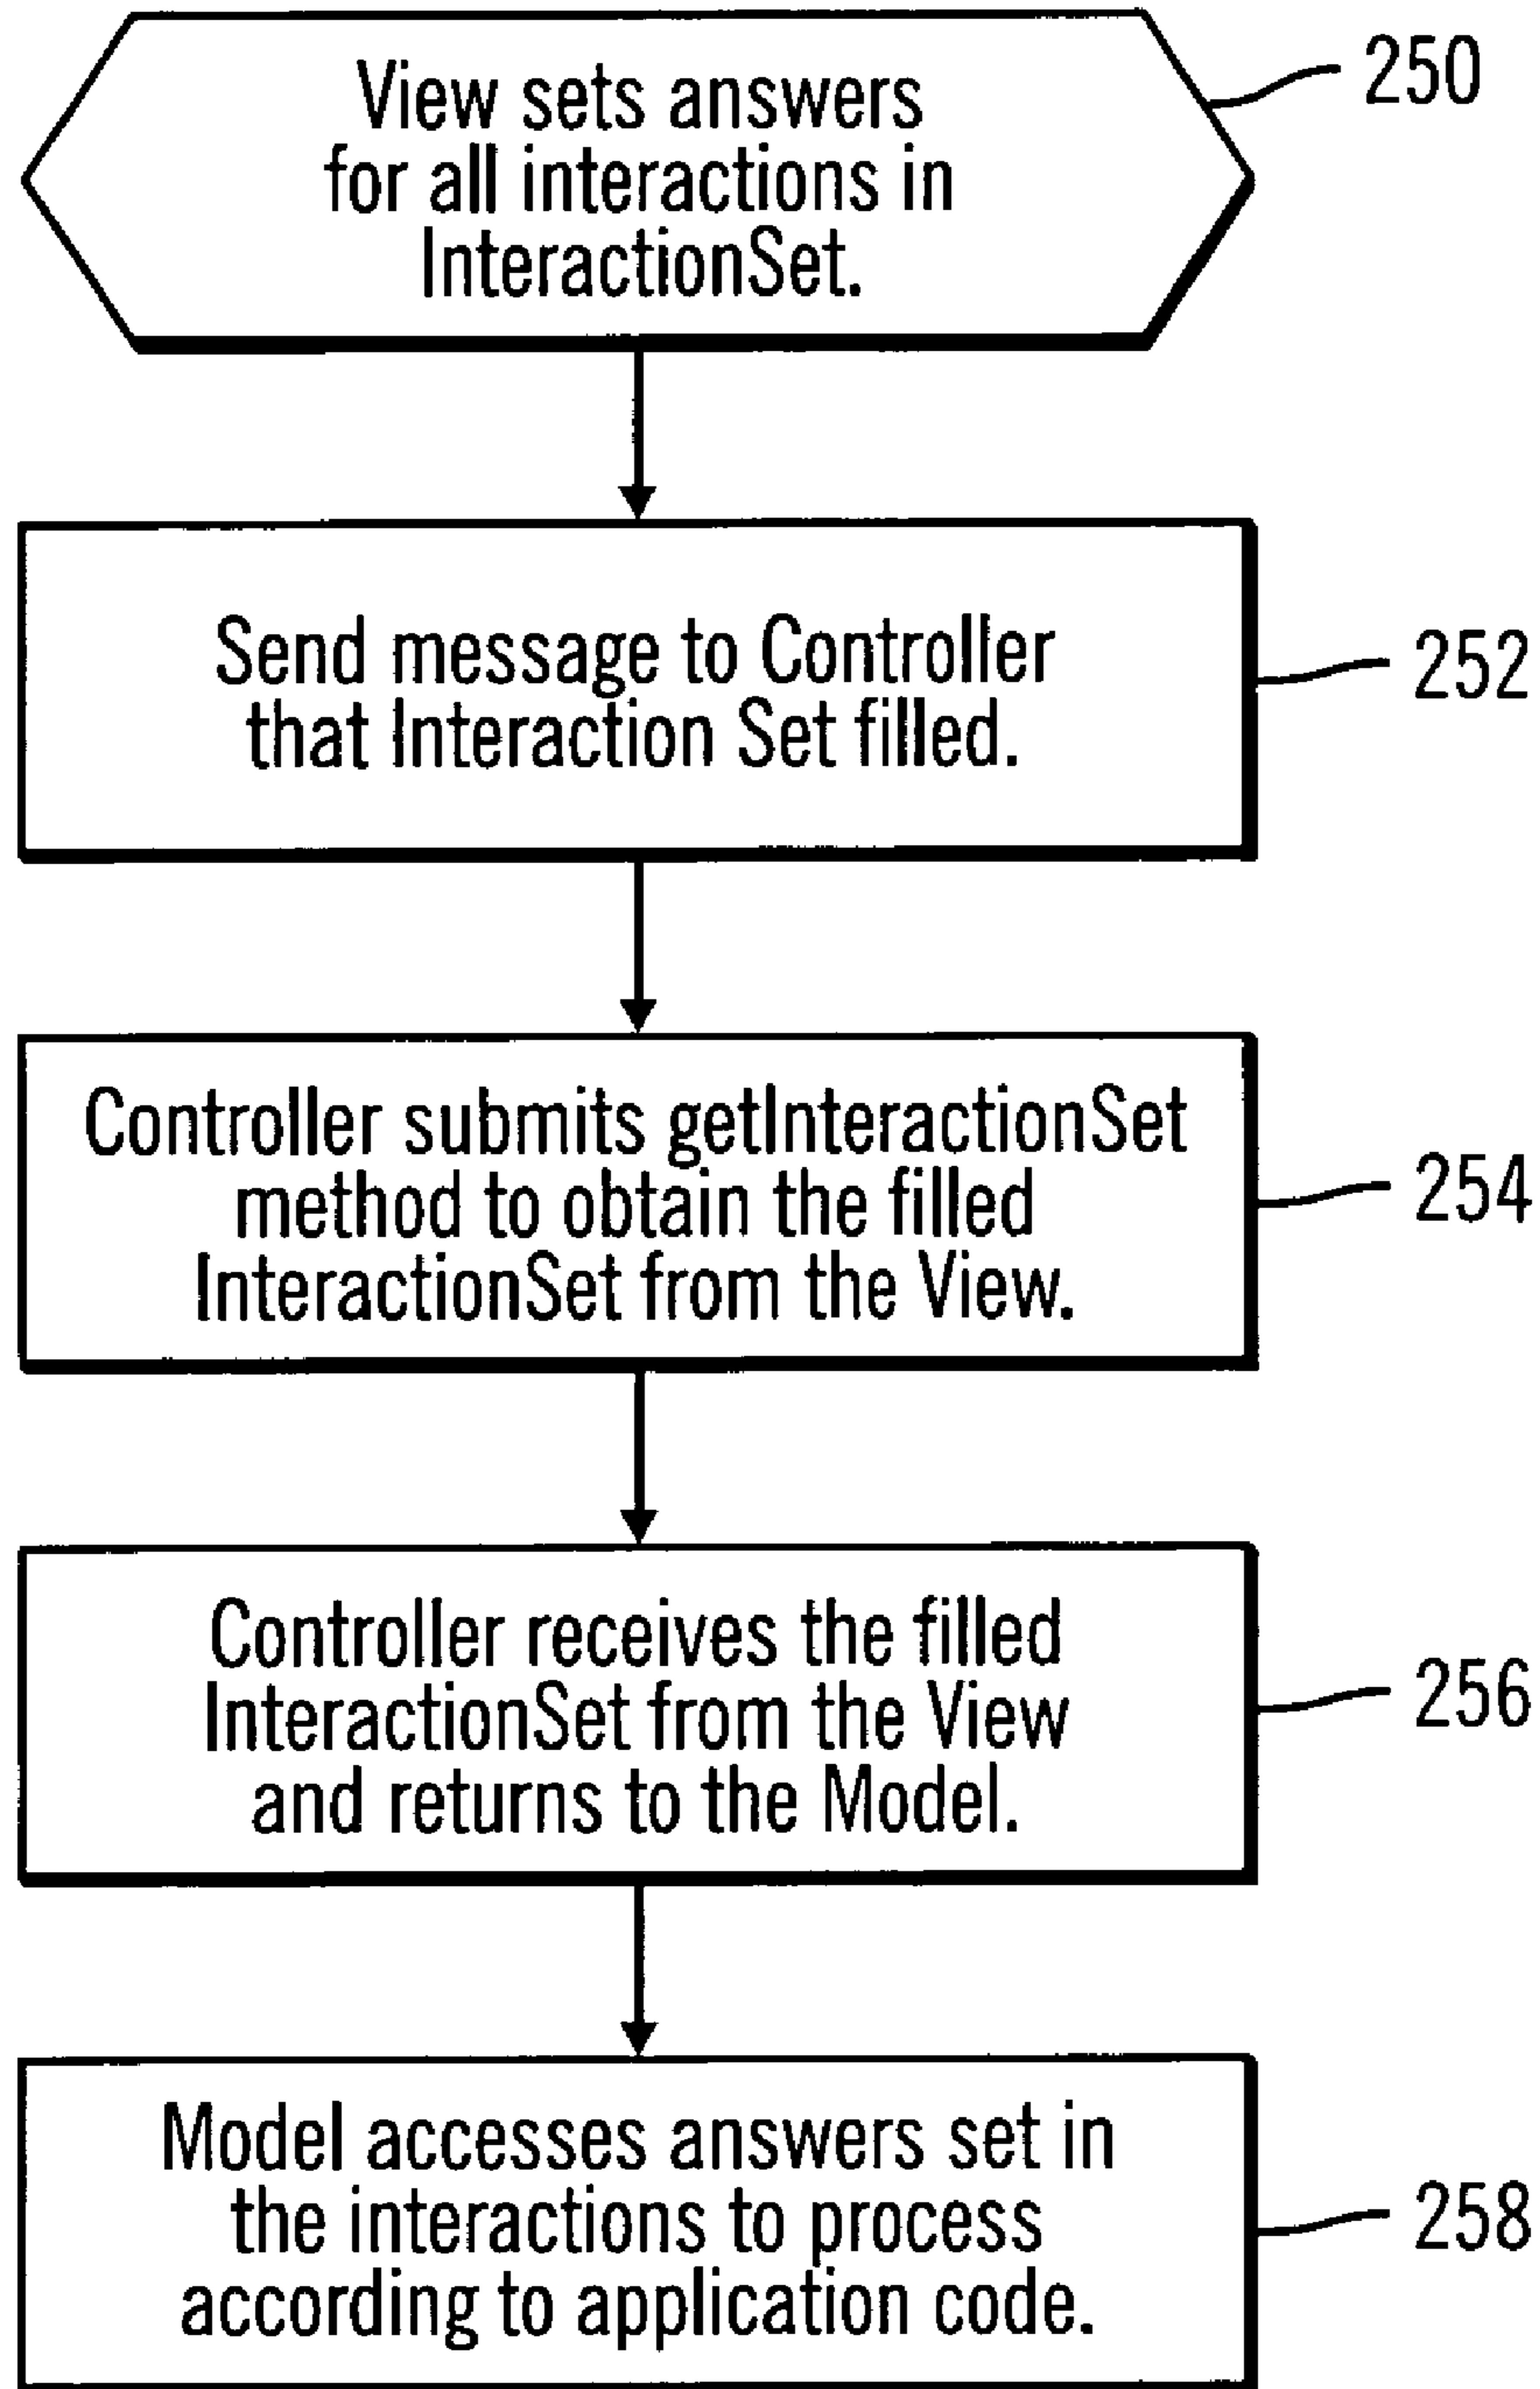 View sets answers
for all interactions in
InteractionSet.
250
Send message to Controller
that Interaction Set filled.
252
Controller submits getInteractionSet
method to obtain the filled
InteractionSet from the View.
254
Controller receives the filled
InteractionSet from the View
and returns to the Model.
256
Model accesses answers set in
the interactions to process
according to application code.
258